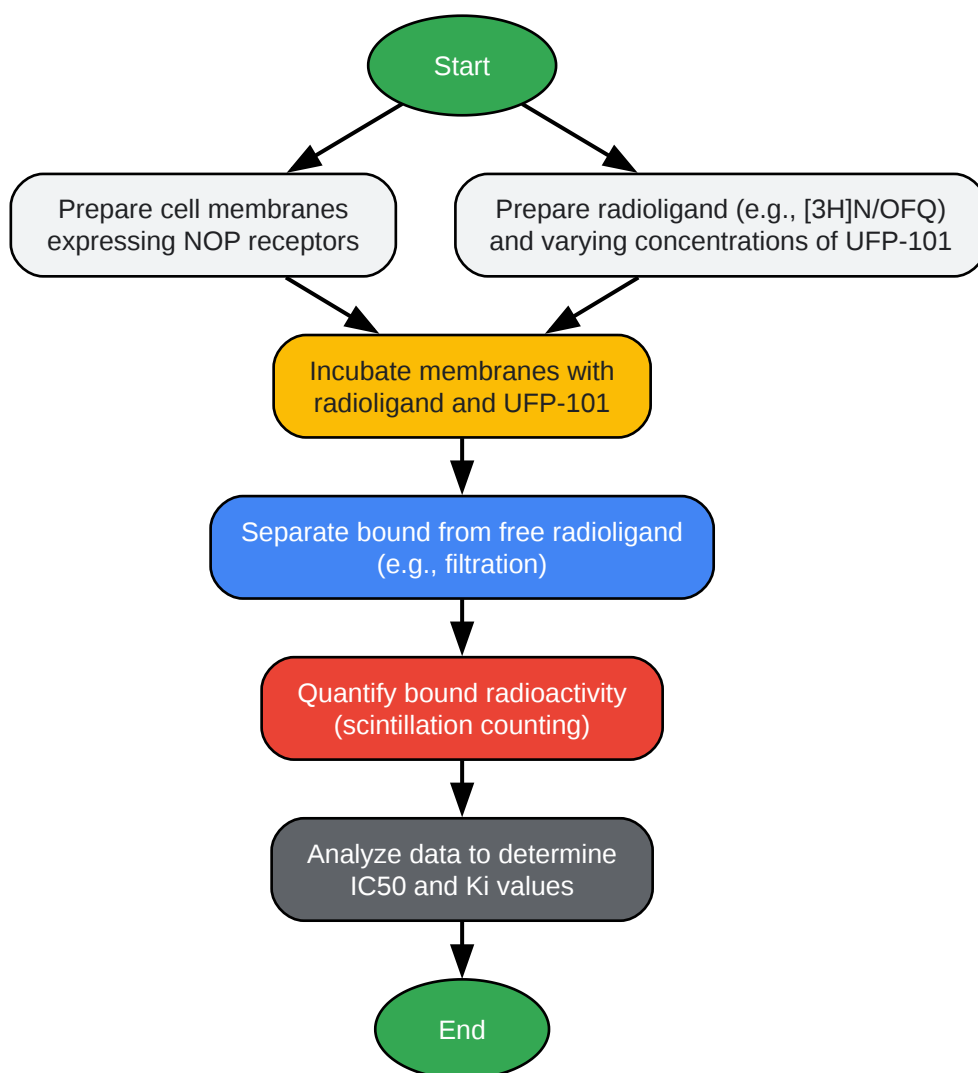 Start
Prepare cell membranes
expressing NOP receptors
Prepare radioligand (e.g., [3H]N/OFQ)
and varying concentrations of UFP-101
Incubate membranes with
radioligand and UFP-101
Separate bound from free radioligand
(e.g., filtration)
Quantify bound radioactivity
(scintillation counting)
Analyze data to determine
IC50 and Ki values
End